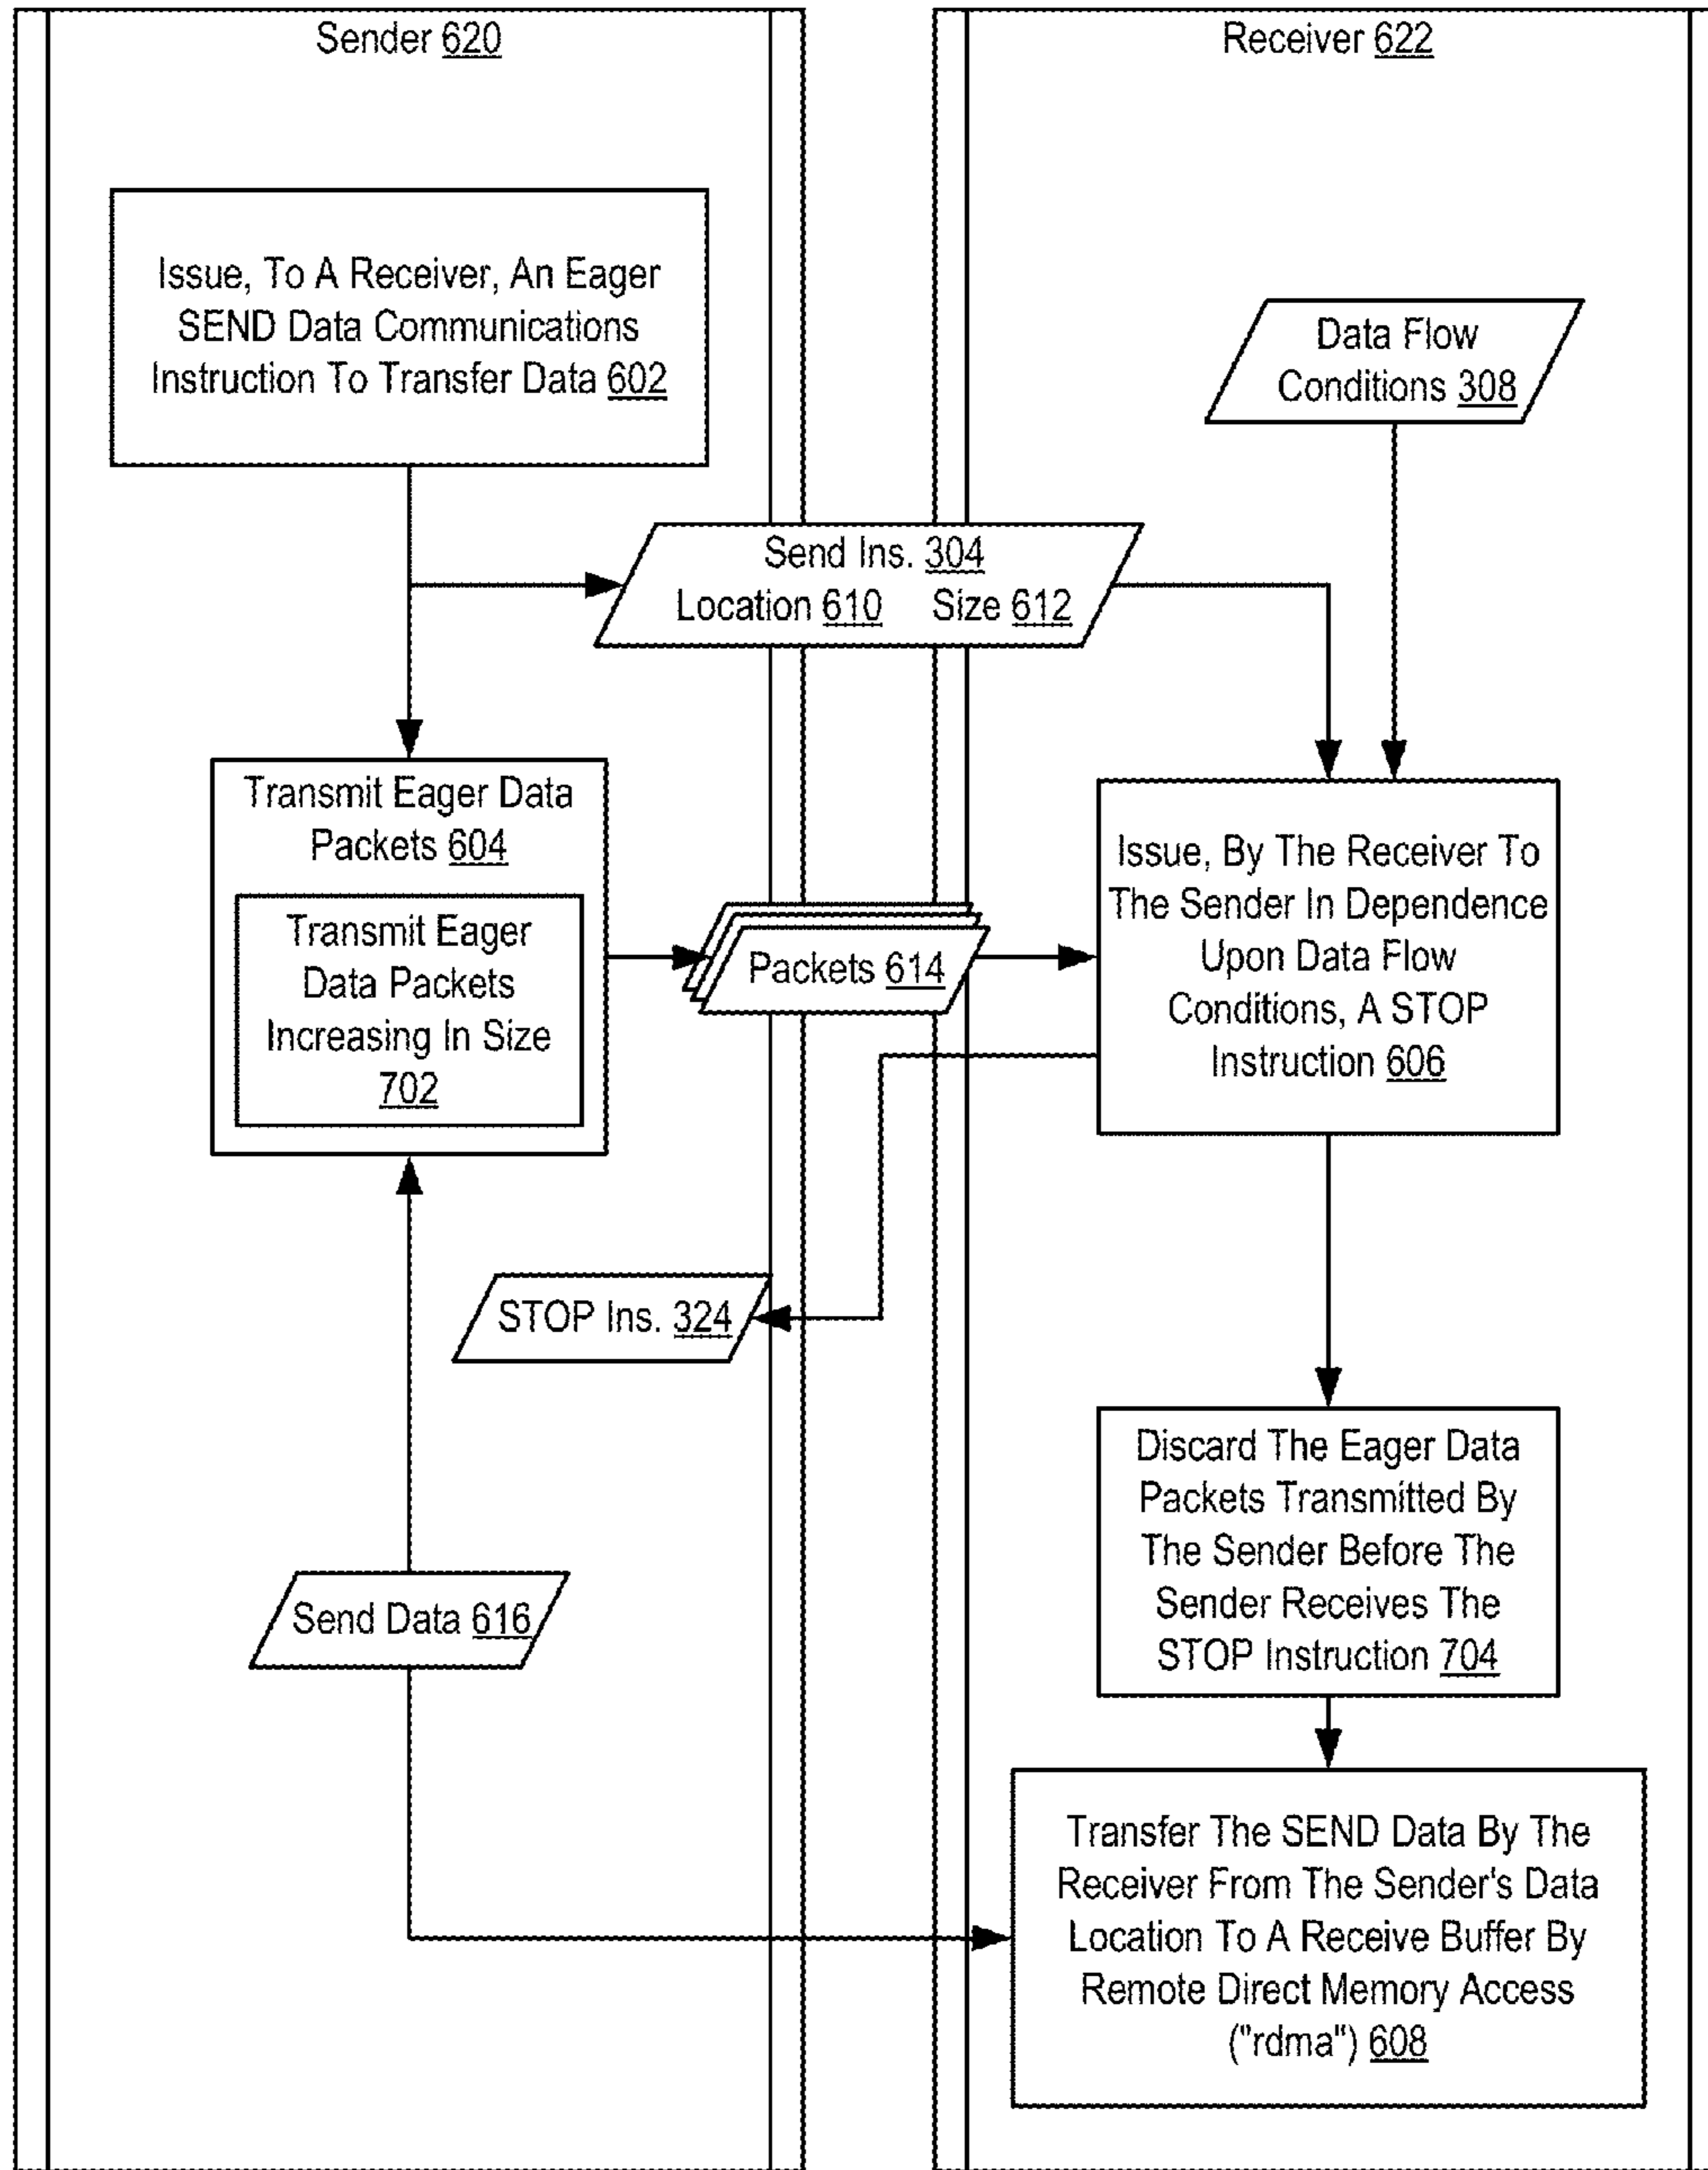 Sender 620
Receiver 622
Issue, To A Receiver, An Eager
SEND Data Communications
Instruction To Transfer Data 602
Data Flow
Conditions 308
Send Ins. 304
Location 610 Size 612
Transmit Eager Data
Packets 604
Transmit Eager
Data Packets
Increasing In Size
702
Packets 614
Issue, By The Receiver To
The Sender In Dependence
Upon Data Flow
Conditions, A STOP
Instruction 606
STOP Ins. 324
Discard The Eager Data
Packets Transmitted By
The Sender Before The
Sender Receives The
STOP Instruction 704
Send Data 616
Transfer The SEND Data By The
Receiver From The Sender's Data
Location To A Receive Buffer By
Remote Direct Memory Access
("rdma") 608